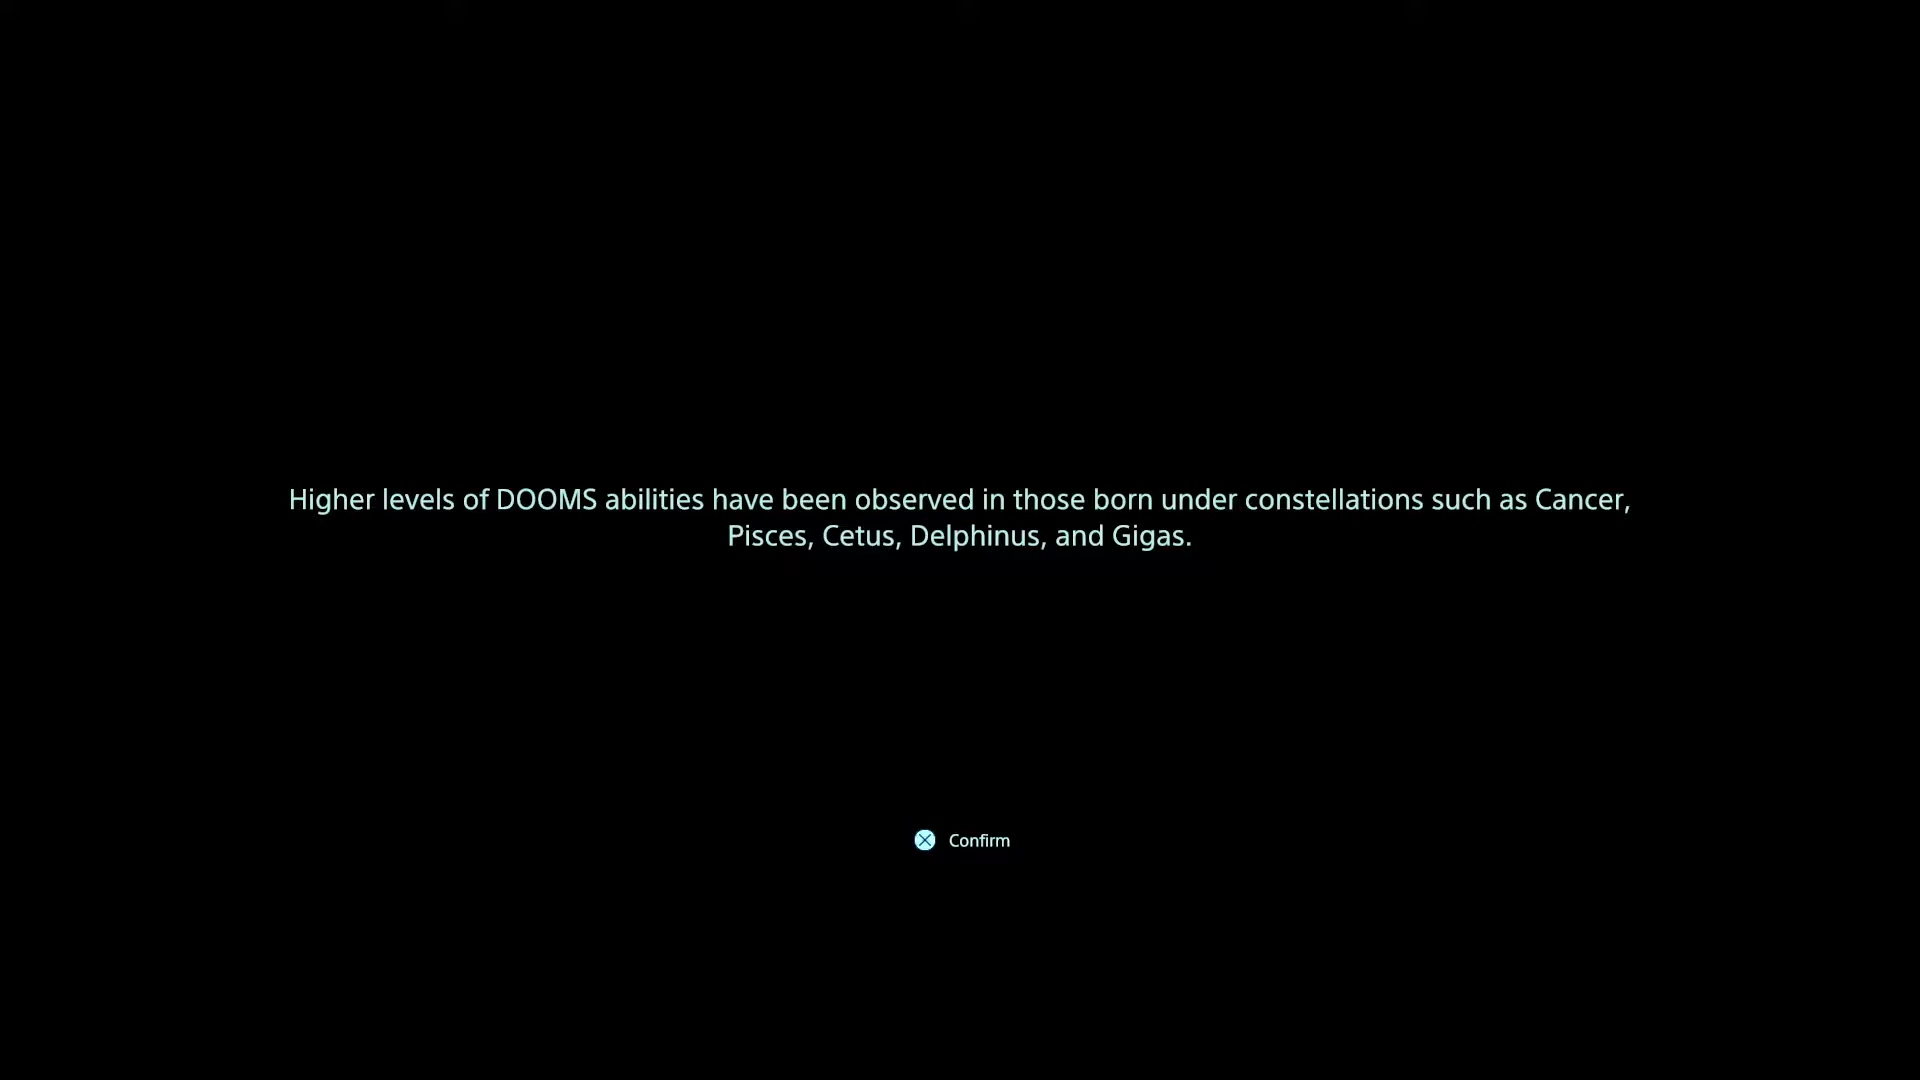 Higher levels of DOOMS abilities have been observed in those born under constellations such as Cancer,
Pisces, Cetus, Delphinus, and Gigas.
Confirm